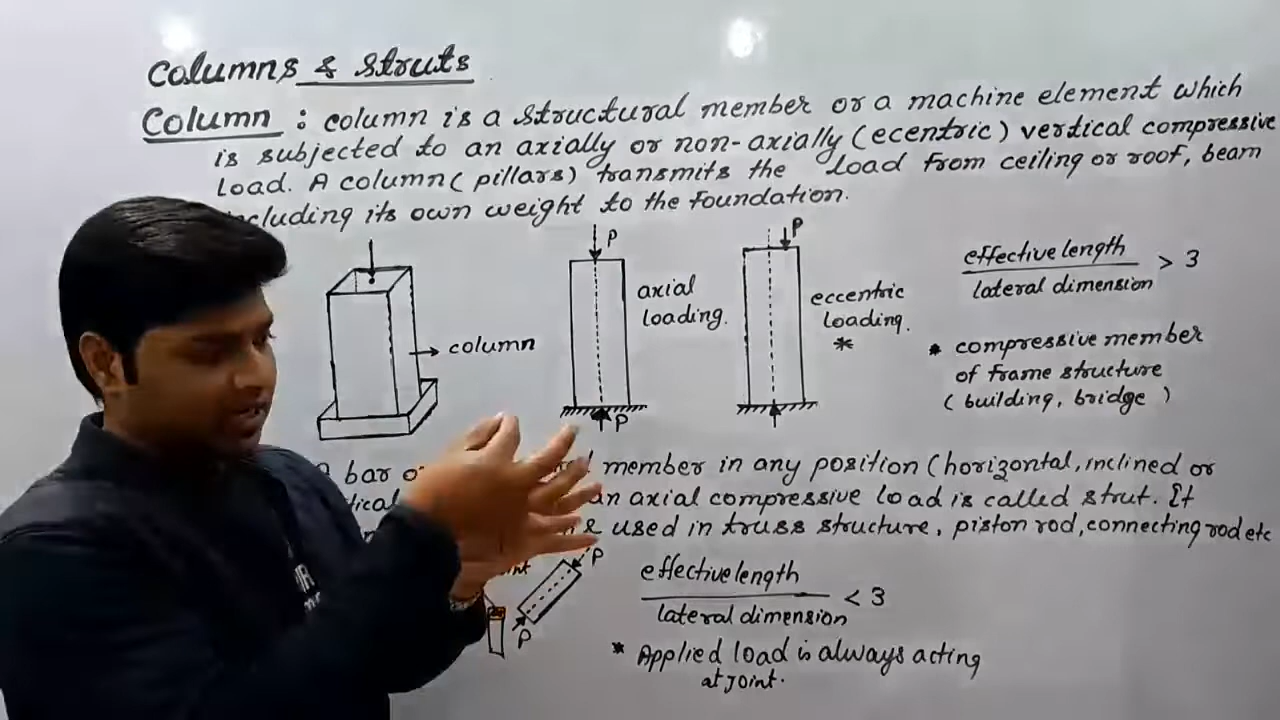 Columns & Struts
Column : column is a structural member or a machine element which
is subjected to an axially or non-axially (ecentric) vertical compressive
Load. A column( pillars) transmits the Load from ceiling or roof, beam
including its own weight to the foundation.
P
P
axial
loading.
eccentric
loading.
*
column
P
effective length
lateral dimension
> 3
* compressive member
of frame structure
( building, bridge )
bar
member in any position (horizontal, inclined or
an axial compressive load is called strut. It
& used in truss structure, piston rod, connecting rod etc
P
P
effective length
lateral dimension
< 3
* Applied load is always acting
at joint.